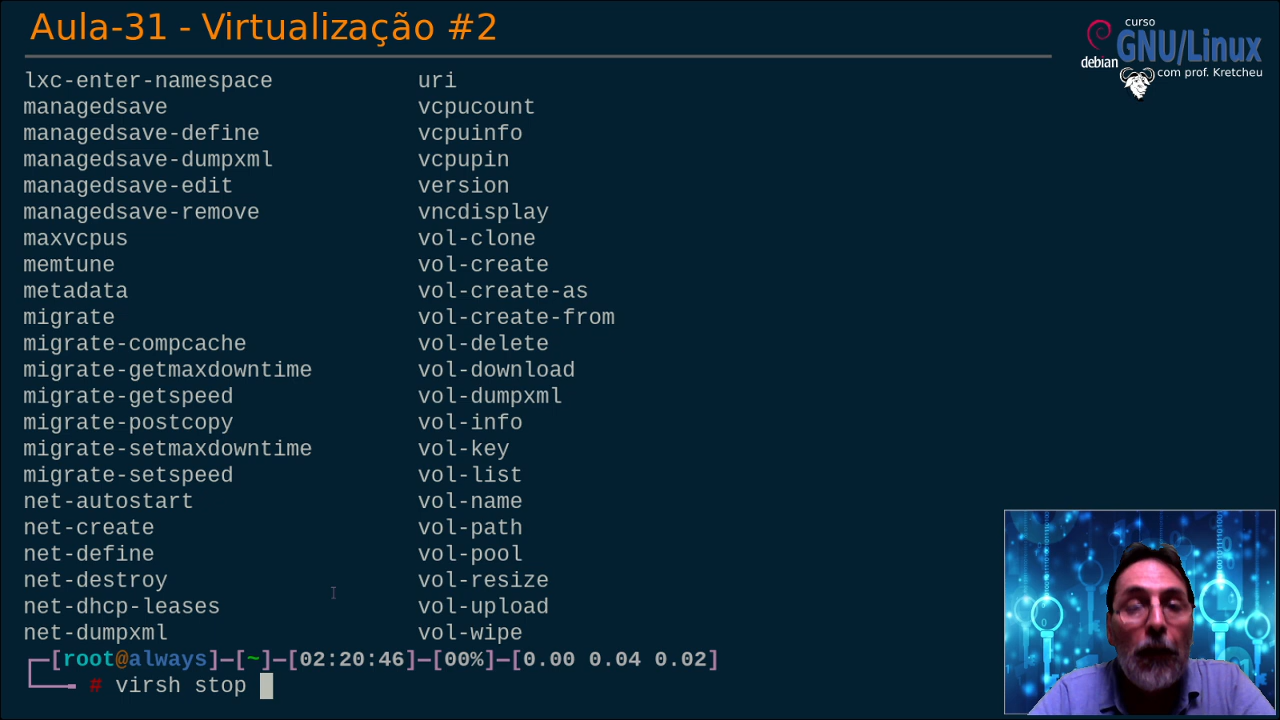 Aula-31 - Virtualização #2
curso
GNU/Linux
debian
com prof. Kretcheu
lxc-enter-namespace uri
managedsave vcpucount
managedsave-define vcpuinfo
managedsave-dumpxml vcpupin
managedsave-edit version
managedsave-remove vncdisplay
maxvcpus vol-clone
memtune vol-create
metadata vol-create-as
migrate vol-create-from
migrate-compcache vol-delete
migrate-getmaxdowntime vol-download
migrate-getspeed vol-dumpxml
migrate-postcopy vol-info
migrate-setmaxdowntime vol-key
migrate-setspeed vol-list
net-autostart vol-name
net-create vol-path
net-define vol-pool
net-destroy vol-resize
net-dhcp-leases vol-upload
net-dumpxml vol-wipe
┌─[root@always]─[~]─[02:20:46]─[00%]─[0.00 0.04 0.02]
└──╼ # virsh stop